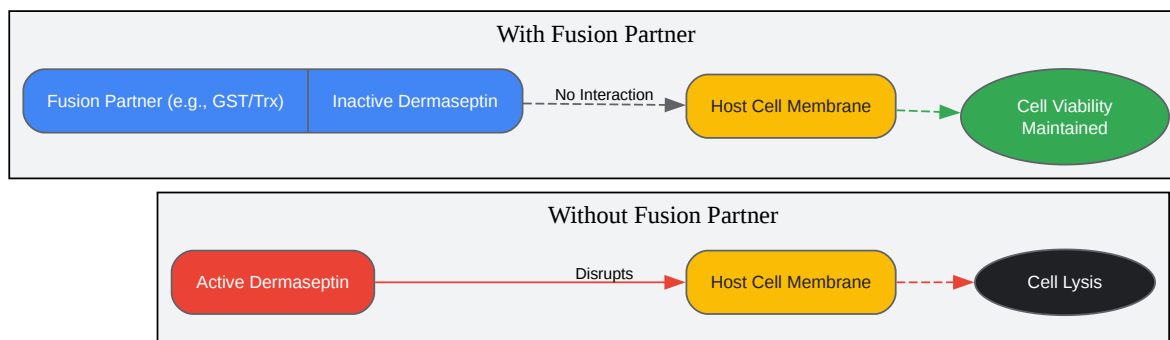 With Fusion Partner
Fusion Partner (e.g., GST/Trx)
Inactive Dermaseptin
No Interaction
Host Cell Membrane
Cell Viability
Maintained
Without Fusion Partner
Active Dermaseptin
Disrupts
Host Cell Membrane
Cell Lysis